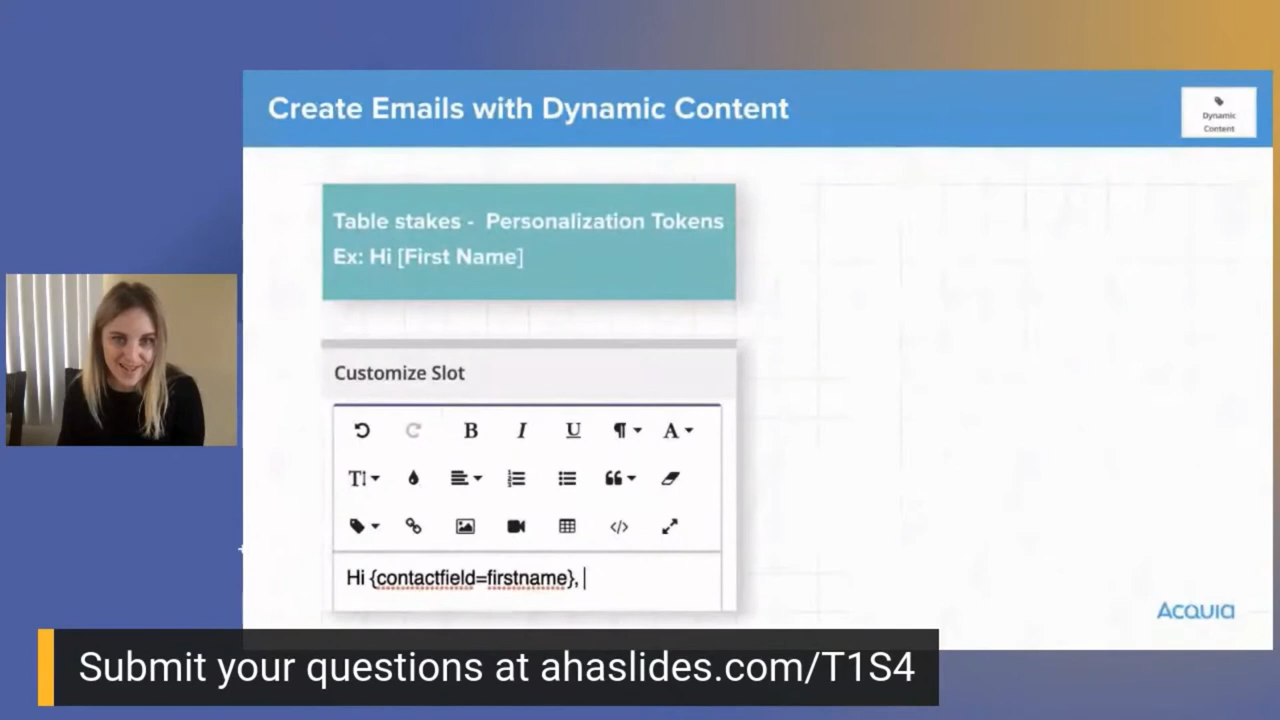 Create Emails with Dynamic Content
Dynamic
Content
Table stakes - Personalization Tokens
Ex: Hi [First Name]
Customize Slot
Hi {contactfield=firstname},
Acquia
Submit your questions at ahaslides.com/T1S4